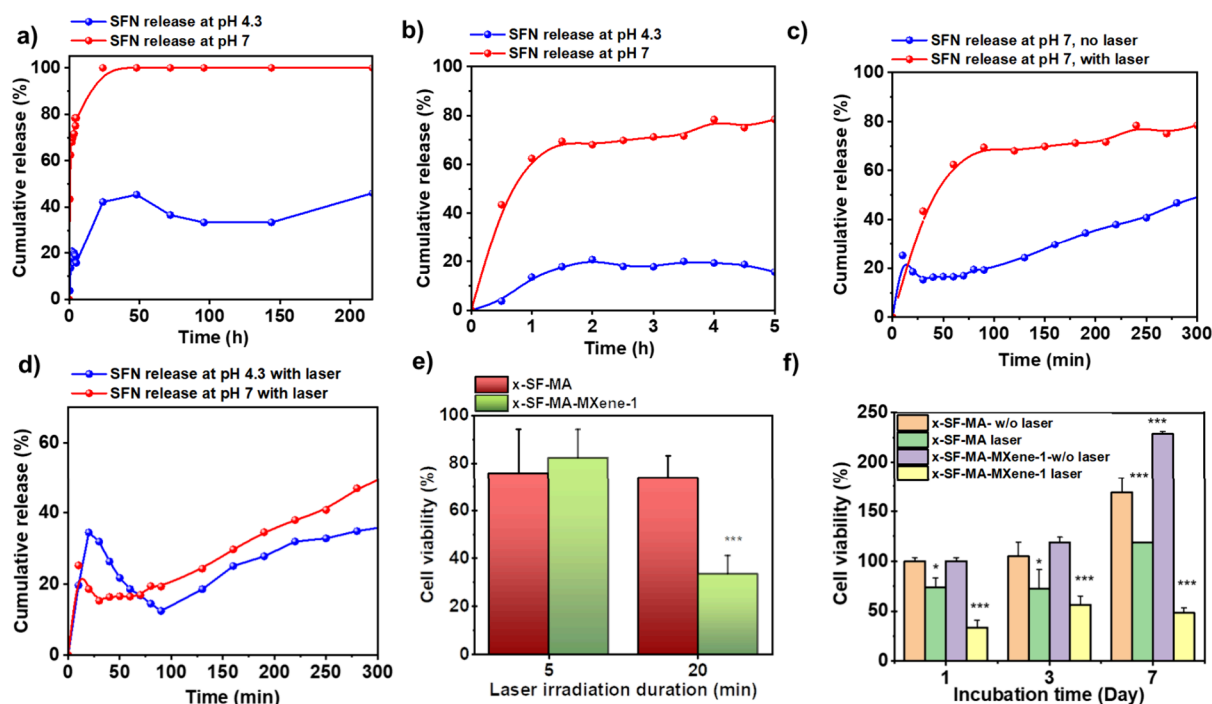 a)
SFN release at pH 4.3
SFN release at pH 7
Cumulative release (%)
100
80
60
40
20
0
0 50 100 150 200
Time (h)
b)
SFN release at pH 4.3
SFN release at pH 7
Cumulative release (%)
100
80
60
40
20
0
0 1 2 3 4 5
Time (h)
c)
SFN release at pH 7, no laser
SFN release at pH 7, with laser
Cumulative release (%)
100
80
60
40
20
0
0 50 100 150 200 250 300
Time (min)
d)
SFN release at pH 4.3 with laser
SFN release at pH 7 with laser
Cumulative release (%)
60
40
20
0
0 50 100 150 200 250 300
Time (min)
e)
x-SF-MA
x-SF-MA-MXene-1
Cell viability (%)
100
80
60
40
20
0
***
5 20
Laser irradiation duration (min)
f)
x-SF-MA- w/o laser
x-SF-MA laser
x-SF-MA-MXene-1-w/o laser
x-SF-MA-MXene-1 laser
Cell viability (%)
250
200
150
100
50
0
*
***
*
***
***
***
***
1 3 7
Incubation time (Day)